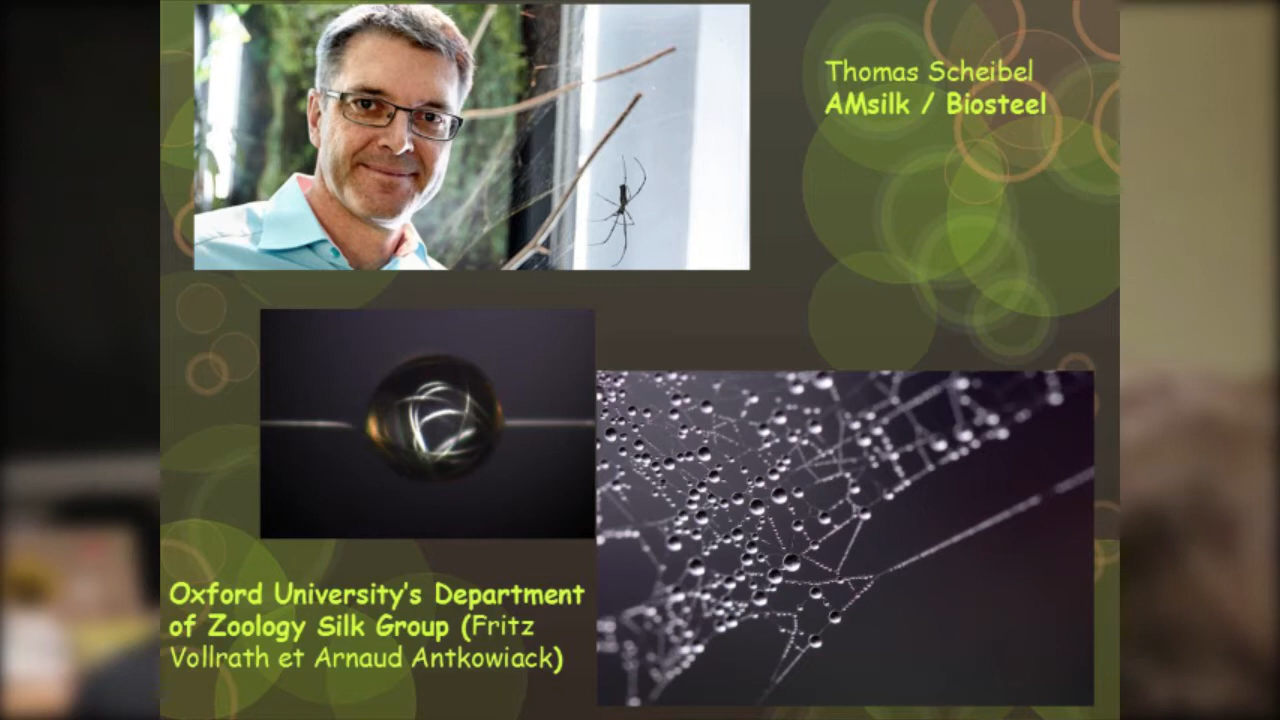 Thomas Scheibel
AMsilk / Biosteel
Oxford University's Department
of Zoology Silk Group (Fritz
Vollrath et Arnaud Antkowiack)